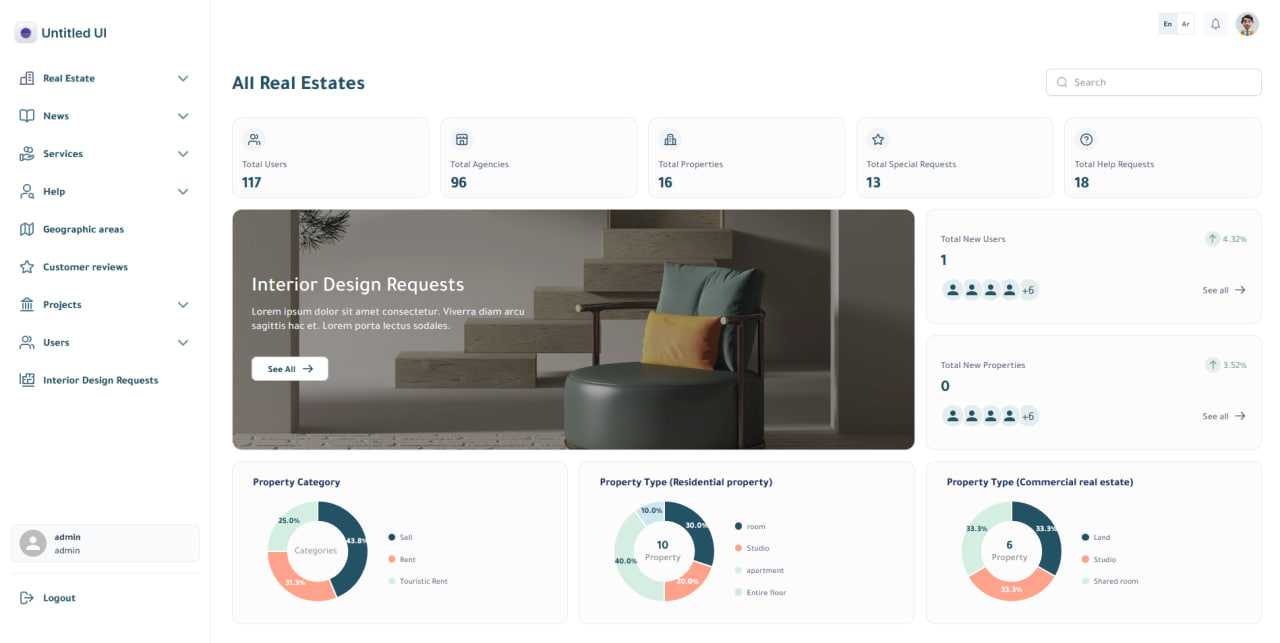 Untitled UI
Real Estate
News
Services
Help
Geographic areas
Customer reviews
Projects
Users
Interior Design Requests
admin
admin
Logout
En Ar
All Real Estates
Search
Total Users
117
Total Agencies
96
Total Properties
16
Total Special Requests
13
Total Help Requests
18
Interior Design Requests
Lorem ipsum dolor sit amet consectetur. Viverra diam arcu
sagittis hac et. Lorem porta lectus sodales.
See All
Total New Users
4.32%
1
+6
See all
Total New Properties
3.52%
0
+6
See all
Property Category
25.0%
43.8%
31.3%
Categories
Sell
Rent
Touristic Rent
Property Type (Residential property)
10.0%
30.0%
40.0%
20.0%
10
Property
room
Studio
apartment
Entire floor
Property Type (Commercial real estate)
33.3%
33.3%
33.3%
6
Property
Land
Studio
Shared room